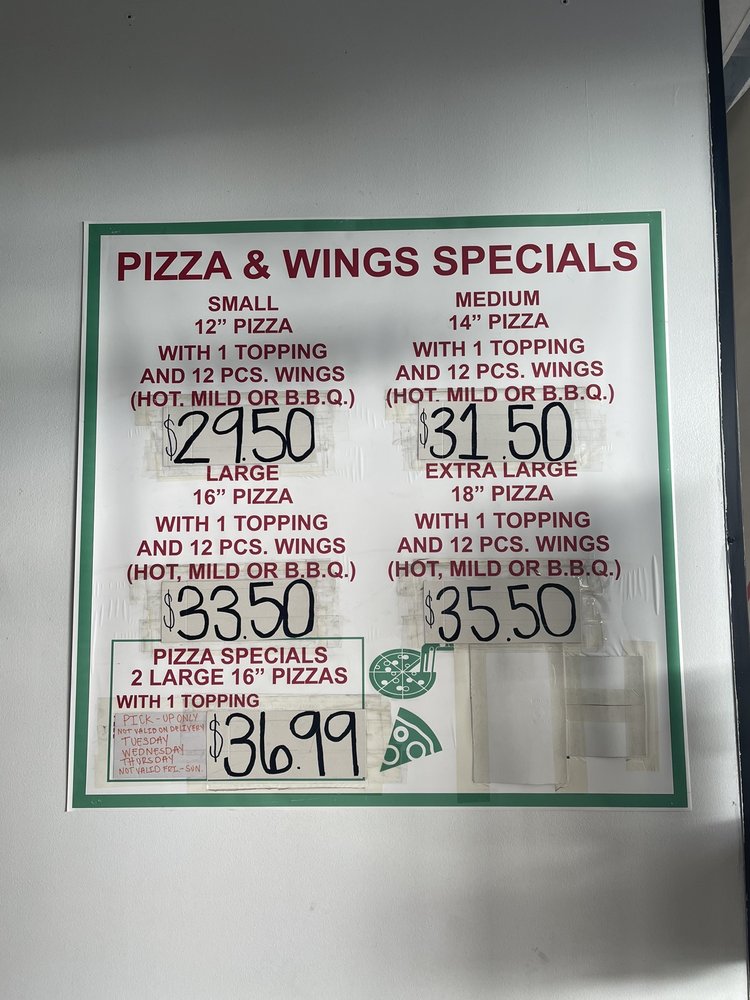 PIZZA & WINGS SPECIALS
SMALL
12” PIZZA
WITH 1 TOPPING
AND 12 PCS. WINGS
(HOT, MILD OR B.B.Q.)
$29.50
MEDIUM
14” PIZZA
WITH 1 TOPPING
AND 12 PCS. WINGS
(HOT, MILD OR B.B.Q.)
$31.50
LARGE
16” PIZZA
WITH 1 TOPPING
AND 12 PCS. WINGS
(HOT, MILD OR B.B.Q.)
$33.50
EXTRA LARGE
18” PIZZA
WITH 1 TOPPING
AND 12 PCS. WINGS
(HOT, MILD OR B.B.Q.)
$35.50
PIZZA SPECIALS
2 LARGE 16” PIZZAS
WITH 1 TOPPING
PICK-UP ONLY
NOT VALID ON DELIVERY
TUESDAY
WEDNESDAY
THURSDAY
NOT VALID FRI-SUN.
$36.99